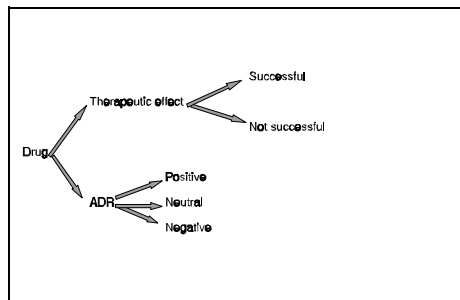 Successful
Therapeutic effect
Not successful
Drug
Positive
ADR
Neutral
Negative